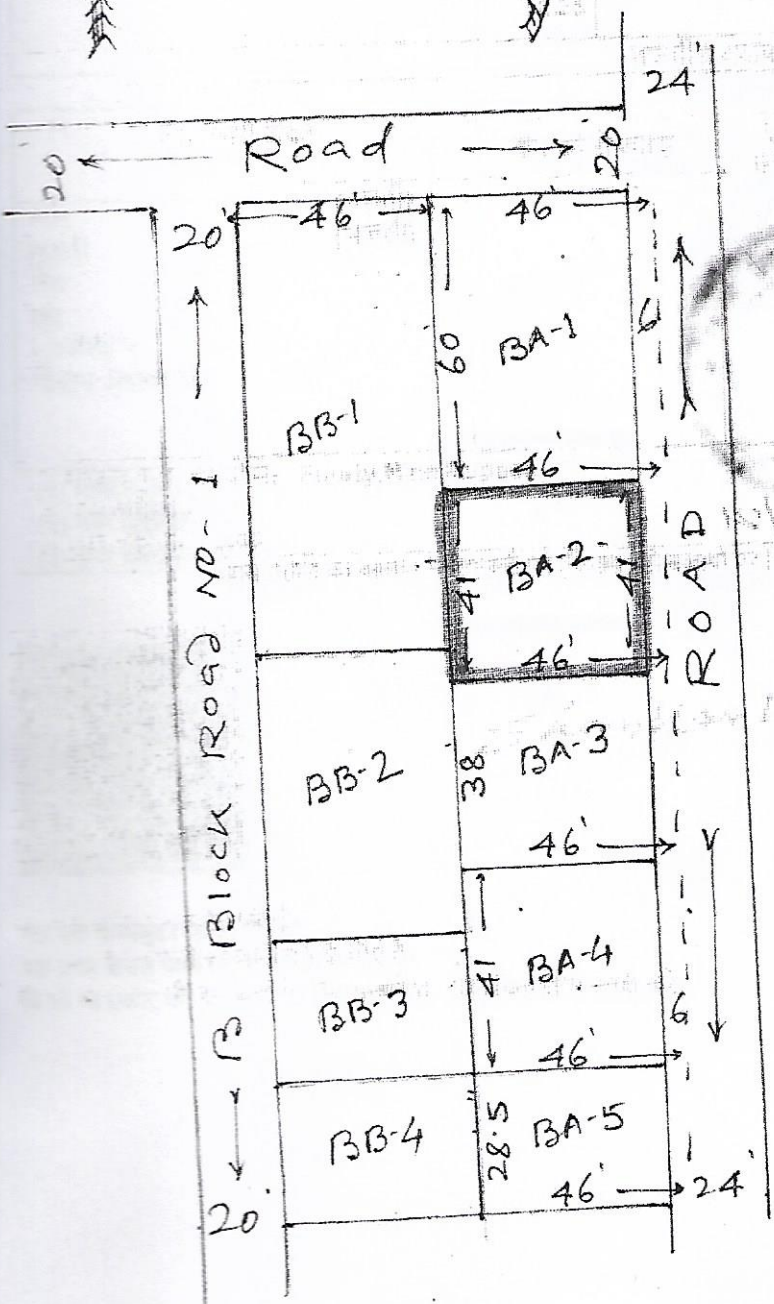 24'
20 Road 20
20' 46' 46'
60 BA-1 6
BB-1
46'
BA-2
41 41
46'
B Block Road NO-1
ROAD
BB-2 38 BA-3
46'
41 BA-4
BB-3 6
46'
BB-4 28.5 BA-5
46' 24'
20'